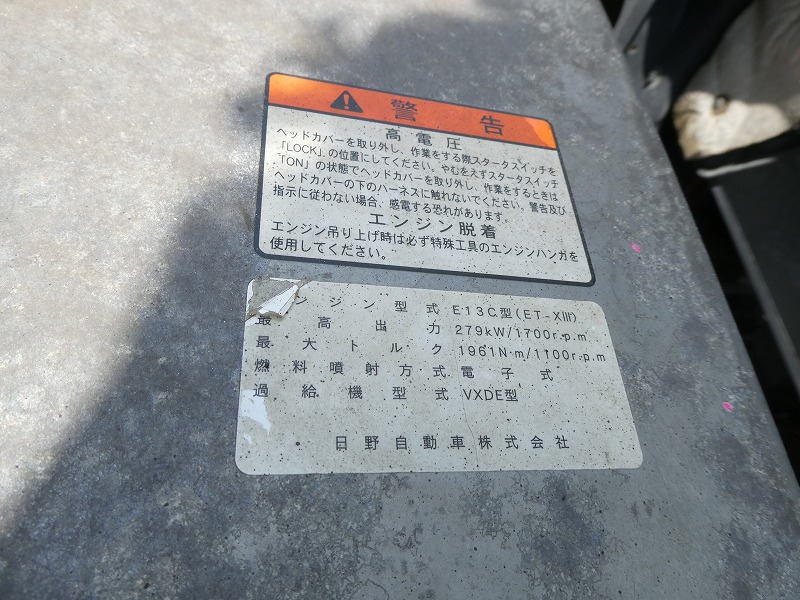 警告
高電圧
ヘッドカバーを取り外し、作業をする際スタータスイッチを
「LOCK」の位置にしてください。やむをえずスタータスイッチ
「ON」の状態でヘッドカバーを取り外し、作業をするときは
ヘッドカバーの下のハーネスに触れないでください。警告及び
指示に従わない場合、感電する恐れがあります。
エンジン脱着
エンジン吊り上げ時は必ず特殊工具のエンジンハンガを
使用してください。
ンジン型式 E13C型(ET-XIII)
最高出力 279kW/1700r.p.m
最大トルク 1961N·m/1100r.p.m
燃料噴射方式 電子式
過給機型式 VXDE型
日野自動車株式会社